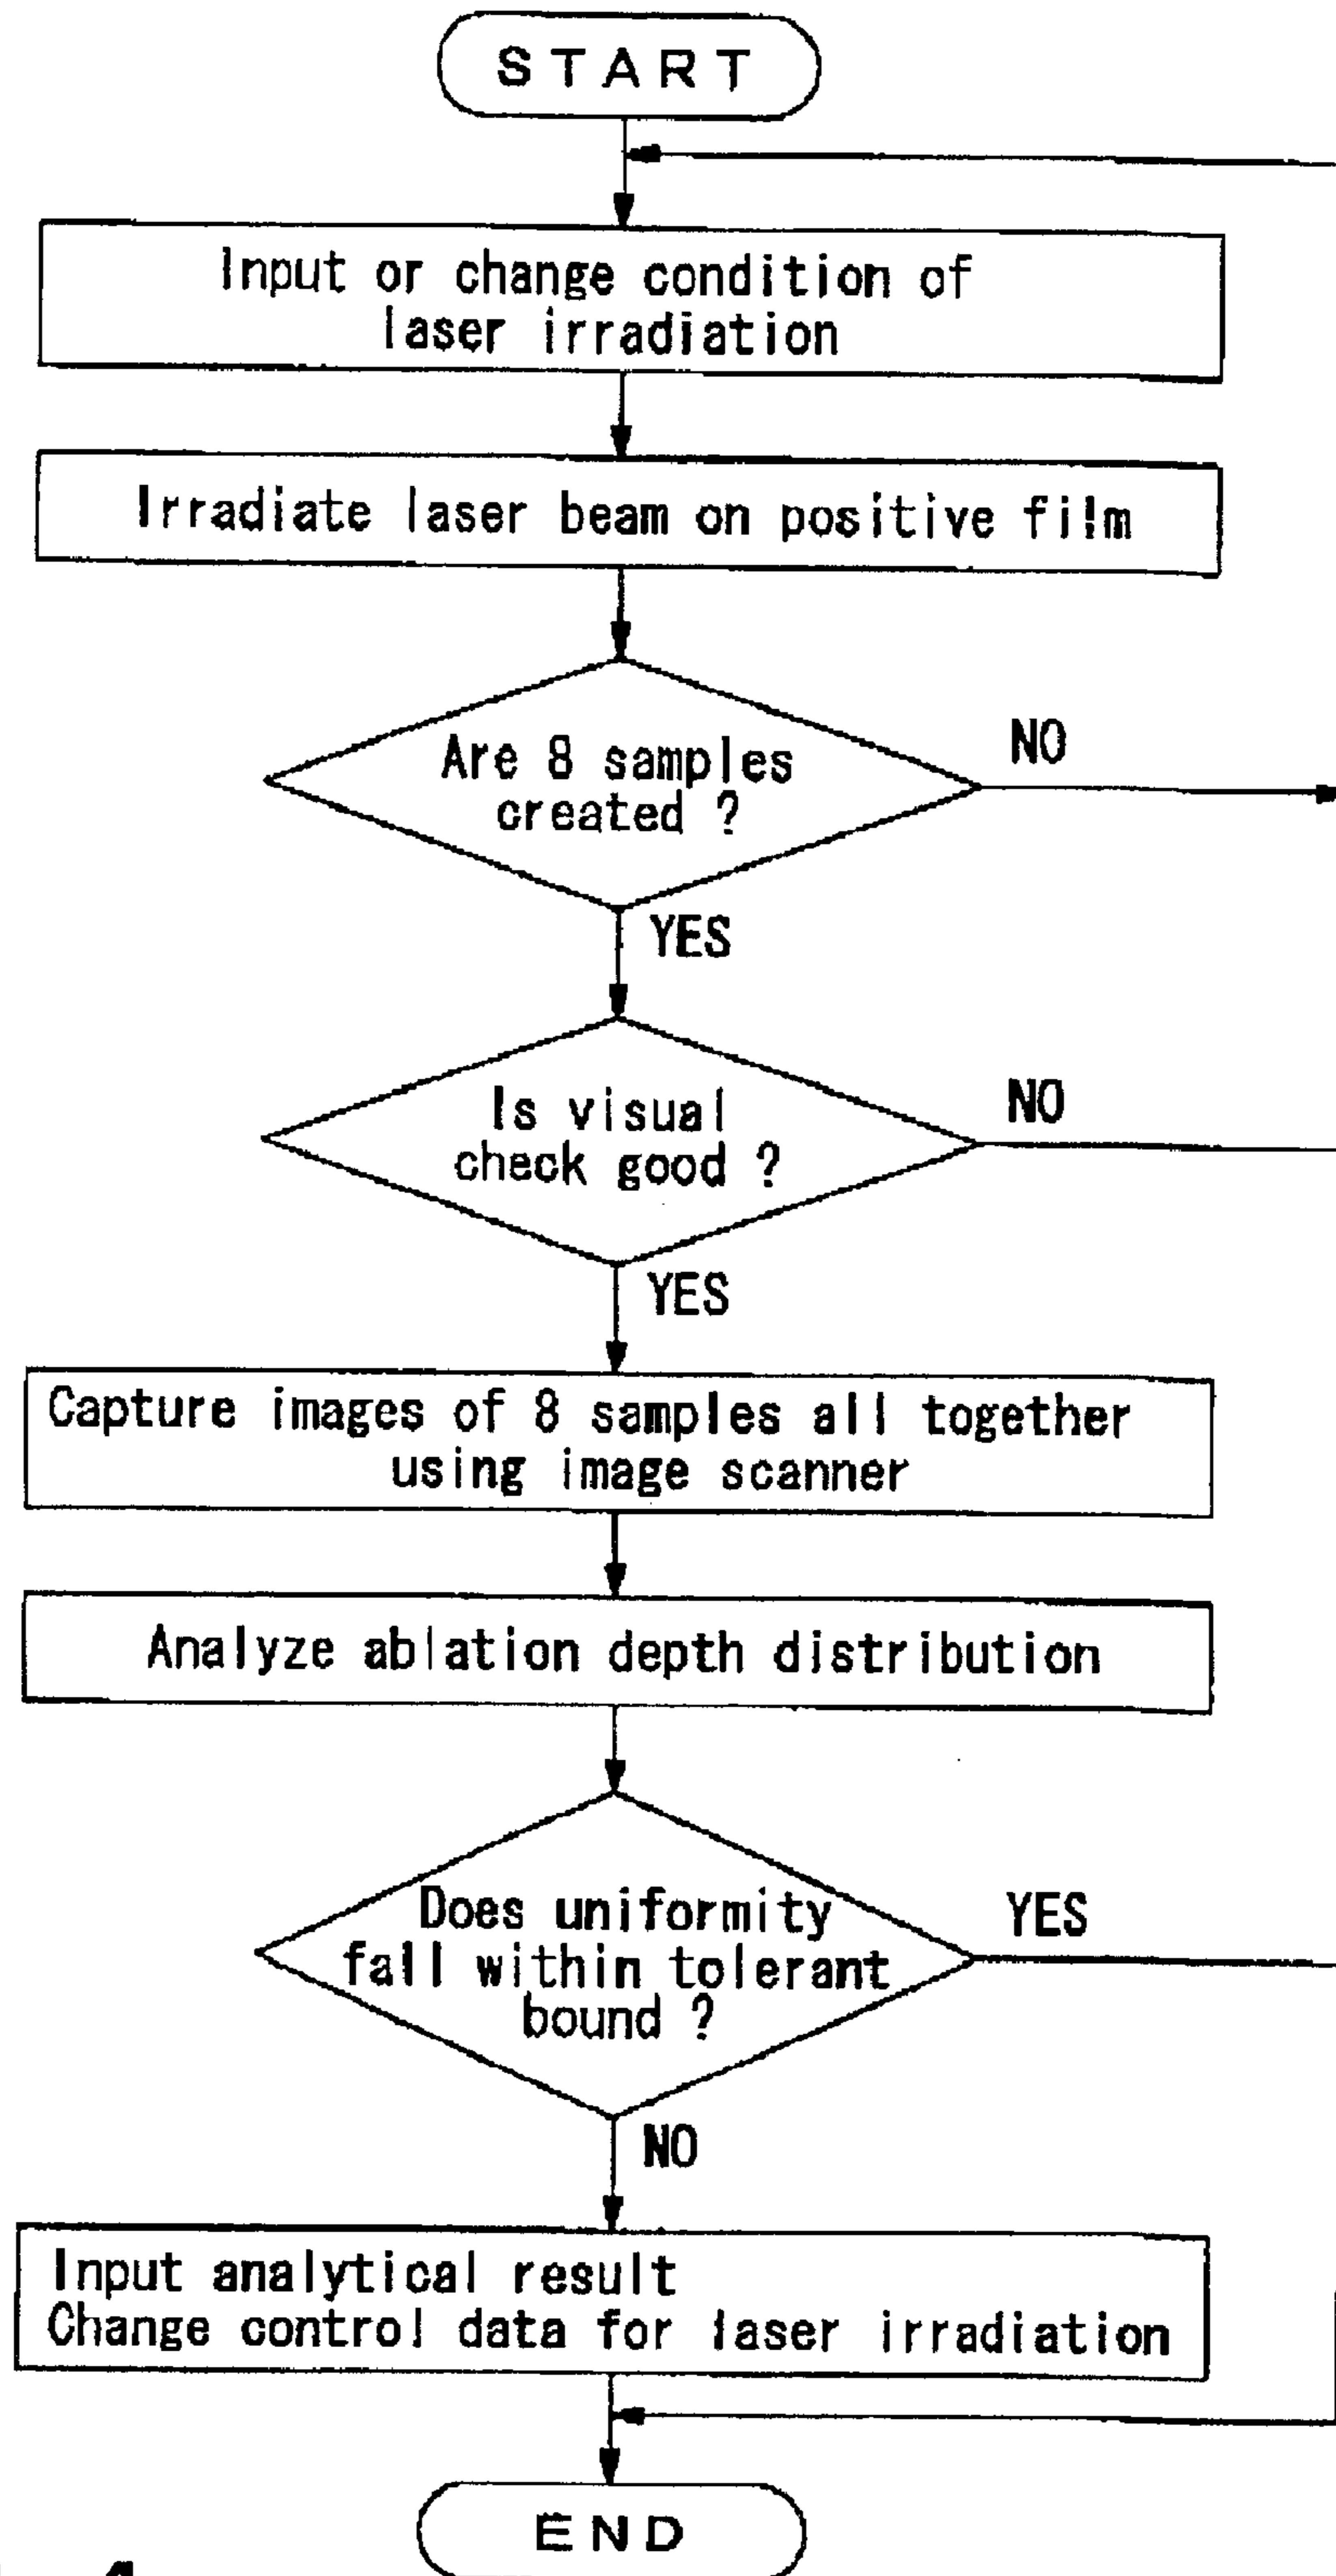 START
Input or change condition of
laser irradiation
Irradiate laser beam on positive film
Are 8 samples
created ?
NO
YES
Is visual
check good ?
NO
YES
Capture images of 8 samples all together
using image scanner
Analyze ablation depth distribution
Does uniformity
fall within tolerant
bound ?
YES
NO
Input analytical result
Change control data for laser irradiation
END